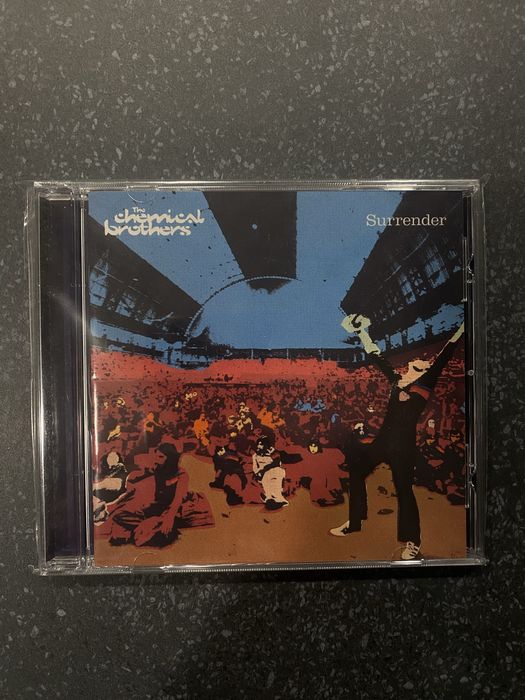 The
chemical
brothers
Surrender